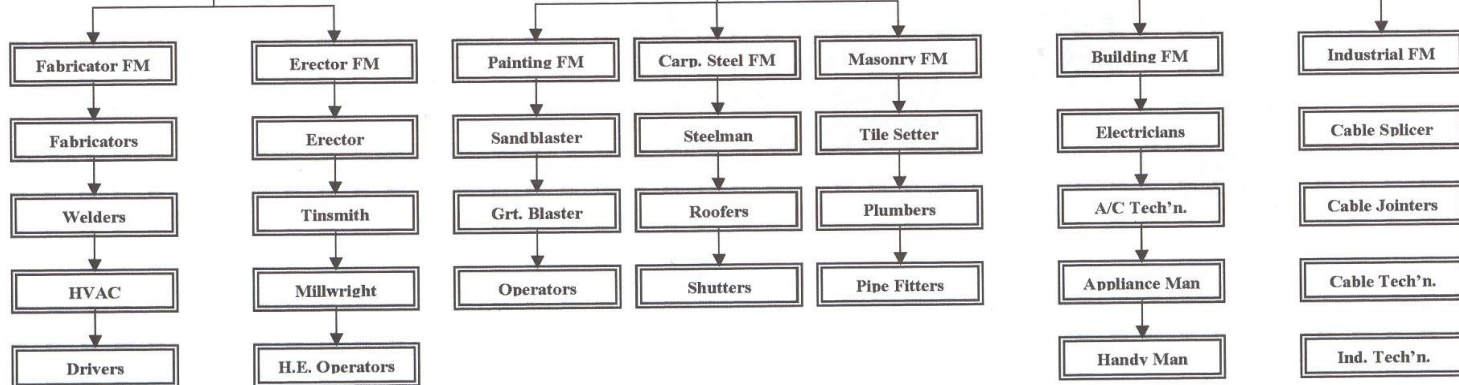 Fabricator FM
Erector FM
Painting FM
Carp. Steel FM
Masonry FM
Building FM
Industrial FM
Fabricators
Erector
Sandblaster
Steelman
Tile Setter
Electricians
Cable Splicer
Welders
Tinsmith
Grt. Blaster
Roofers
Plumbers
A/C Tech'n.
Cable Jointers
HVAC
Millwright
Operators
Shutters
Pipe Fitters
Appliance Man
Cable Tech'n.
Drivers
H.E. Operators
Handy Man
Ind. Tech'n.